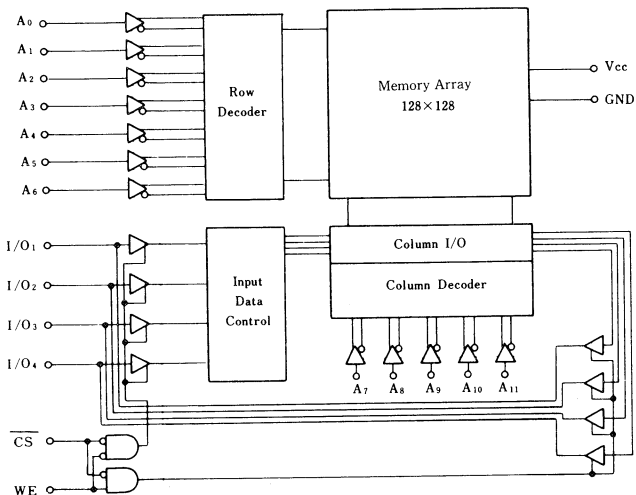 A0
A1
A2
A3
A4
A5
A6
Row
Decoder
Memory Array
128×128
Vcc
GND
I/O1
I/O2
I/O3
I/O4
Input
Data
Control
Column I/O
Column Decoder
A7
A8
A9
A10
A11
CS
WE